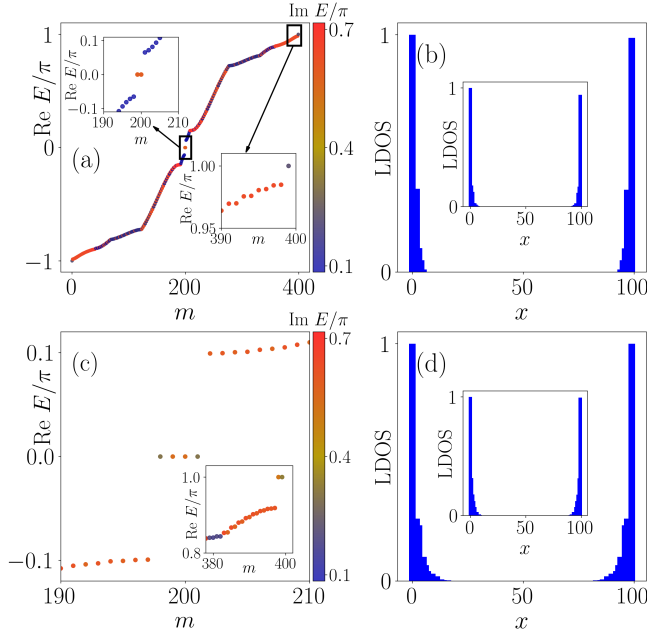 Im E/π
1
0
−1
Re E/π
(a)
0
200
400
m
0.1
0.0
−0.1
Re E/π
190
200
210
m
1.00
0.95
Re E/π
390
400
m
0.7
0.4
0.1
(b)
1
0
LDOS
0
50
100
x
1
0
LDOS
0
50
100
x
Im E/π
(c)
0.1
0.0
−0.1
Re E/π
190
200
210
m
1.0
0.8
Re E/π
380
400
m
0.7
0.4
0.1
(d)
1
0
LDOS
0
50
100
x
1
0
LDOS
0
50
100
x